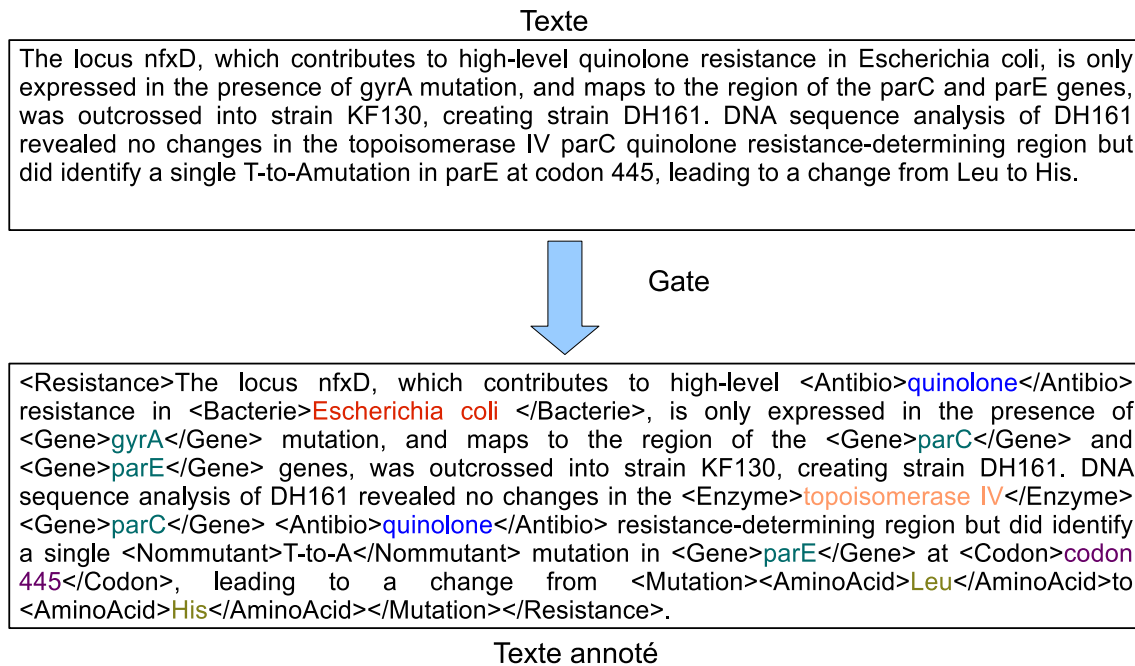 Texte
The locus nfxD, which contributes to high-level quinolone resistance in Escherichia coli, is only
expressed in the presence of gyrA mutation, and maps to the region of the parC and parE genes,
was outcrossed into strain KF130, creating strain DH161. DNA sequence analysis of DH161
revealed no changes in the topoisomerase IV parC quinolone resistance-determining region but
did identify a single T-to-Amutation in parE at codon 445, leading to a change from Leu to His.
Gate
<Resistance>The locus nfxD, which contributes to high-level <Antibio>quinolone</Antibio>
resistance in <Bacterie>Escherichia coli </Bacterie>, is only expressed in the presence of
<Gene>gyrA</Gene> mutation, and maps to the region of the <Gene>parC</Gene> and
<Gene>parE</Gene> genes, was outcrossed into strain KF130, creating strain DH161. DNA
sequence analysis of DH161 revealed no changes in the <Enzyme>topoisomerase IV</Enzyme>
<Gene>parC</Gene> <Antibio>quinolone</Antibio> resistance-determining region but did identify
a single <Nommutant>T-to-A</Nommutant> mutation in <Gene>parE</Gene> at <Codon>codon
445</Codon>, leading to a change from <Mutation><AminoAcid>Leu</AminoAcid>to
<AminoAcid>His</AminoAcid></Mutation></Resistance>.
Texte annoté